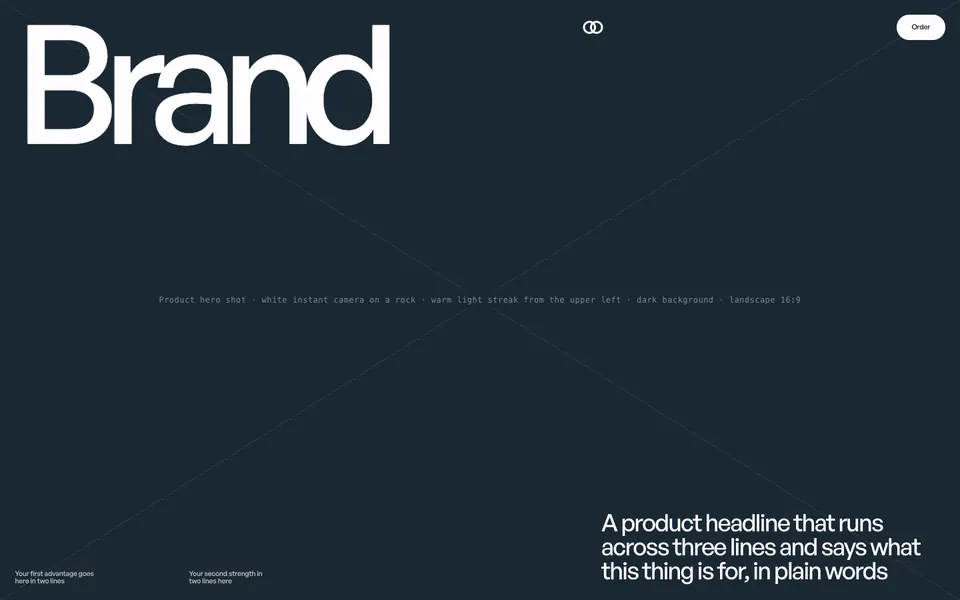 Brand
Order
Product hero shot · white instant camera on a rock · warm light streak from the upper left · dark background · landscape 16:9
A product headline that runs
across three lines and says what
this thing is for, in plain words
Your first advantage goes
here in two lines
Your second strength in
two lines here